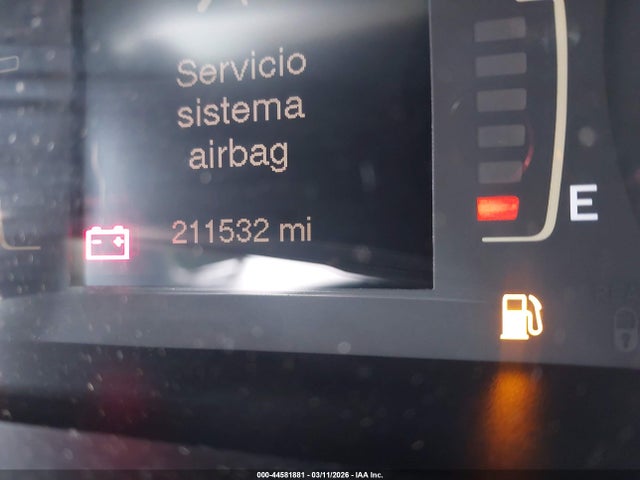 Servicio
sistema
airbag
211532 mi
E
000-44581881 - 03/11/2026 - IAA Inc.